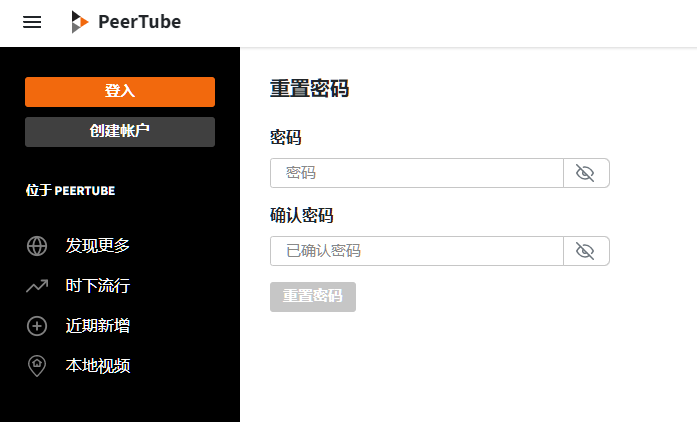 PeerTube
登入
创建帐户
位于 PEERTUBE
发现更多
时下流行
近期新增
本地视频
重置密码
密码
密码
确认密码
已确认密码
重置密码